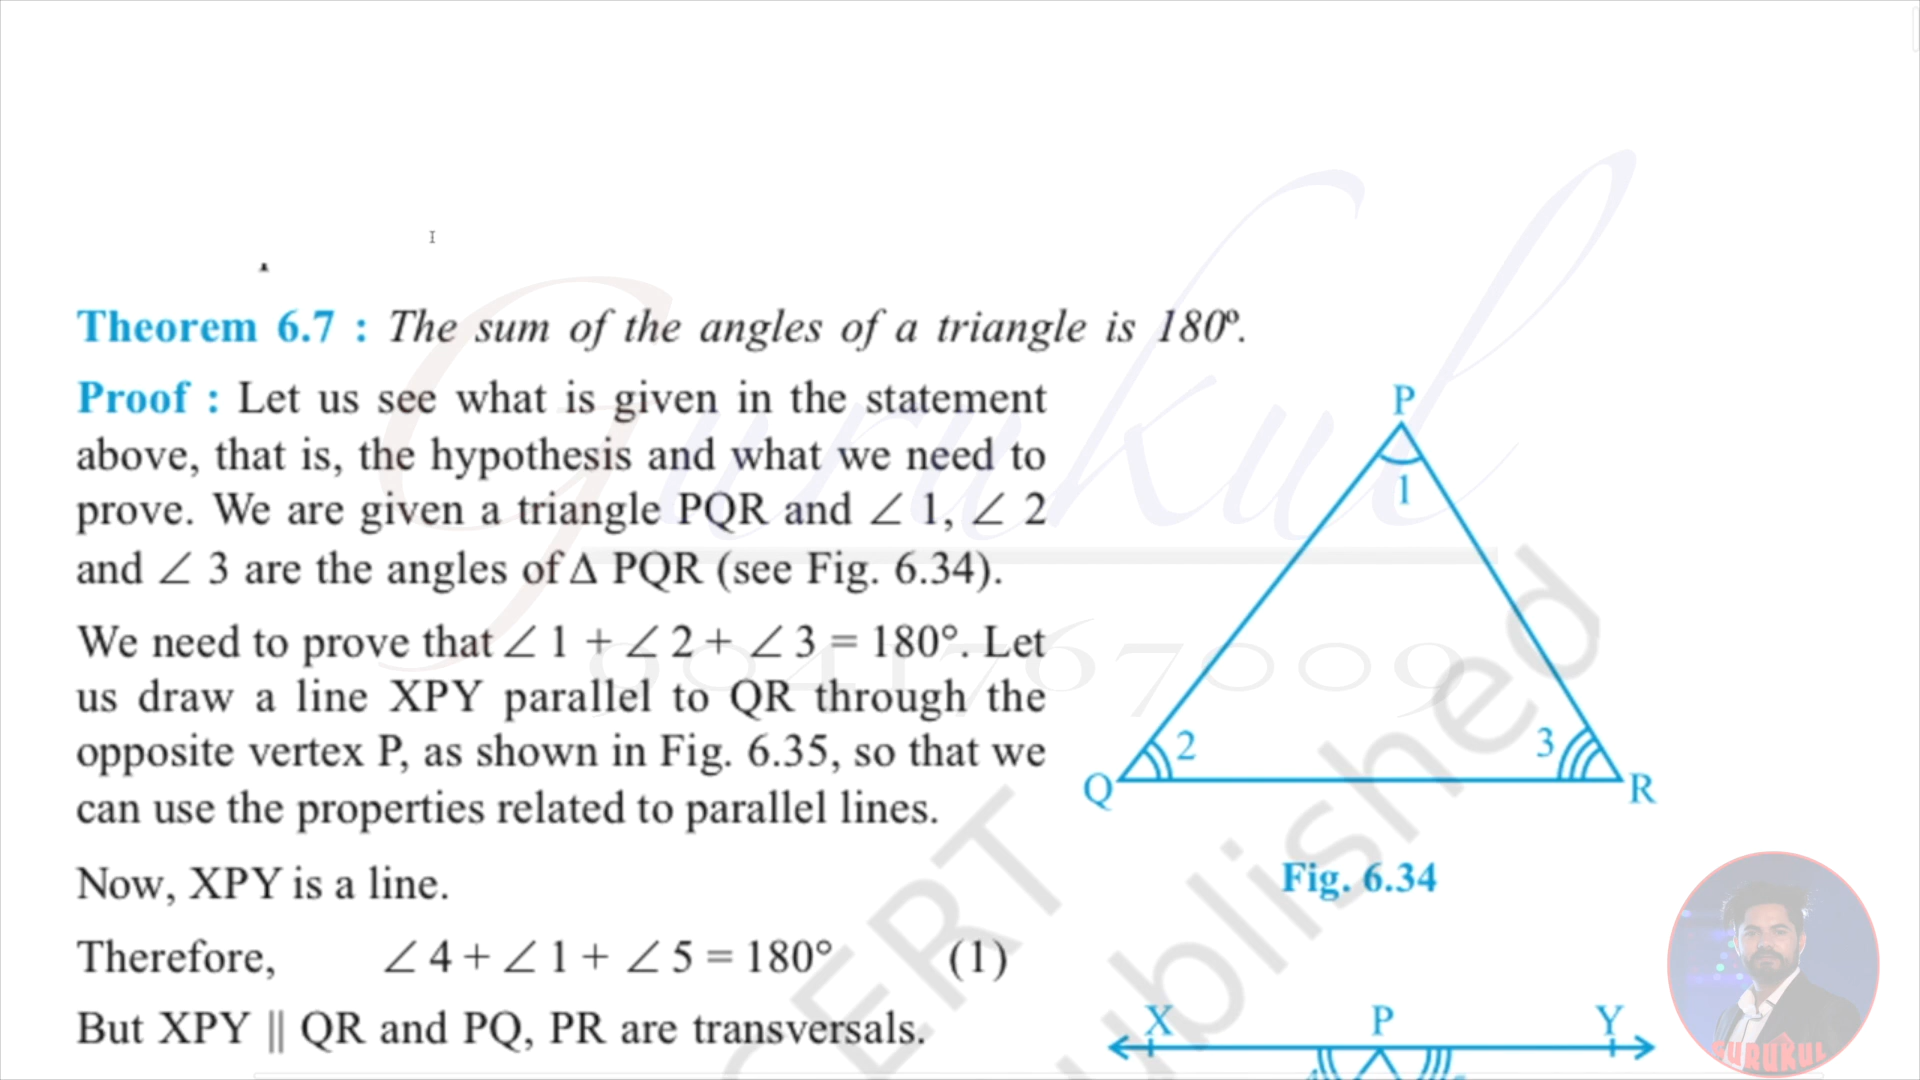 Theorem 6.7 : The sum of the angles of a triangle is 180º.
Proof : Let us see what is given in the statement
above, that is, the hypothesis and what we need to
prove. We are given a triangle PQR and ∠ 1, ∠ 2
and ∠ 3 are the angles of Δ PQR (see Fig. 6.34).
We need to prove that ∠ 1 + ∠ 2 + ∠ 3 = 180°. Let
us draw a line XPY parallel to QR through the
opposite vertex P, as shown in Fig. 6.35, so that we
can use the properties related to parallel lines.
Now, XPY is a line.
Therefore, ∠ 4 + ∠ 1 + ∠ 5 = 180° (1)
But XPY || QR and PQ, PR are transversals.
P
1
2
3
Q
R
Fig. 6.34
X P Y
Gurukul
9041767009
GURUKUL